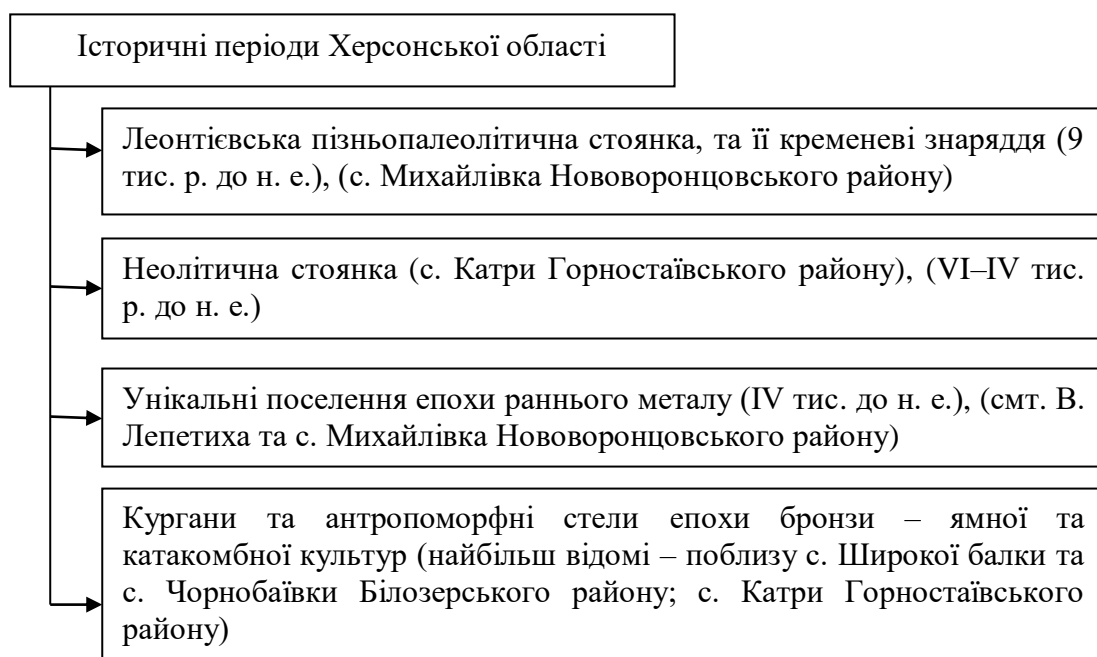 Історичні періоди Херсонської області
Леонтієвська пізньопалеолітична стоянка, та її кременеві знаряддя (9
тис. р. до н. е.), (с. Михайлівка Нововоронцовського району)
Неолітична стоянка (с. Катри Горностаївського району), (VI–IV тис.
р. до н. е.)
Унікальні поселення епохи раннього металу (IV тис. до н. е.), (смт. В.
Лепетиха та с. Михайлівка Нововоронцовського району)
Кургани та антропоморфні стели епохи бронзи – ямної та
катакомбної культур (найбільш відомі – поблизу с. Широкої балки та
с. Чорнобаївки Білозерського району; с. Катри Горностаївського
району)